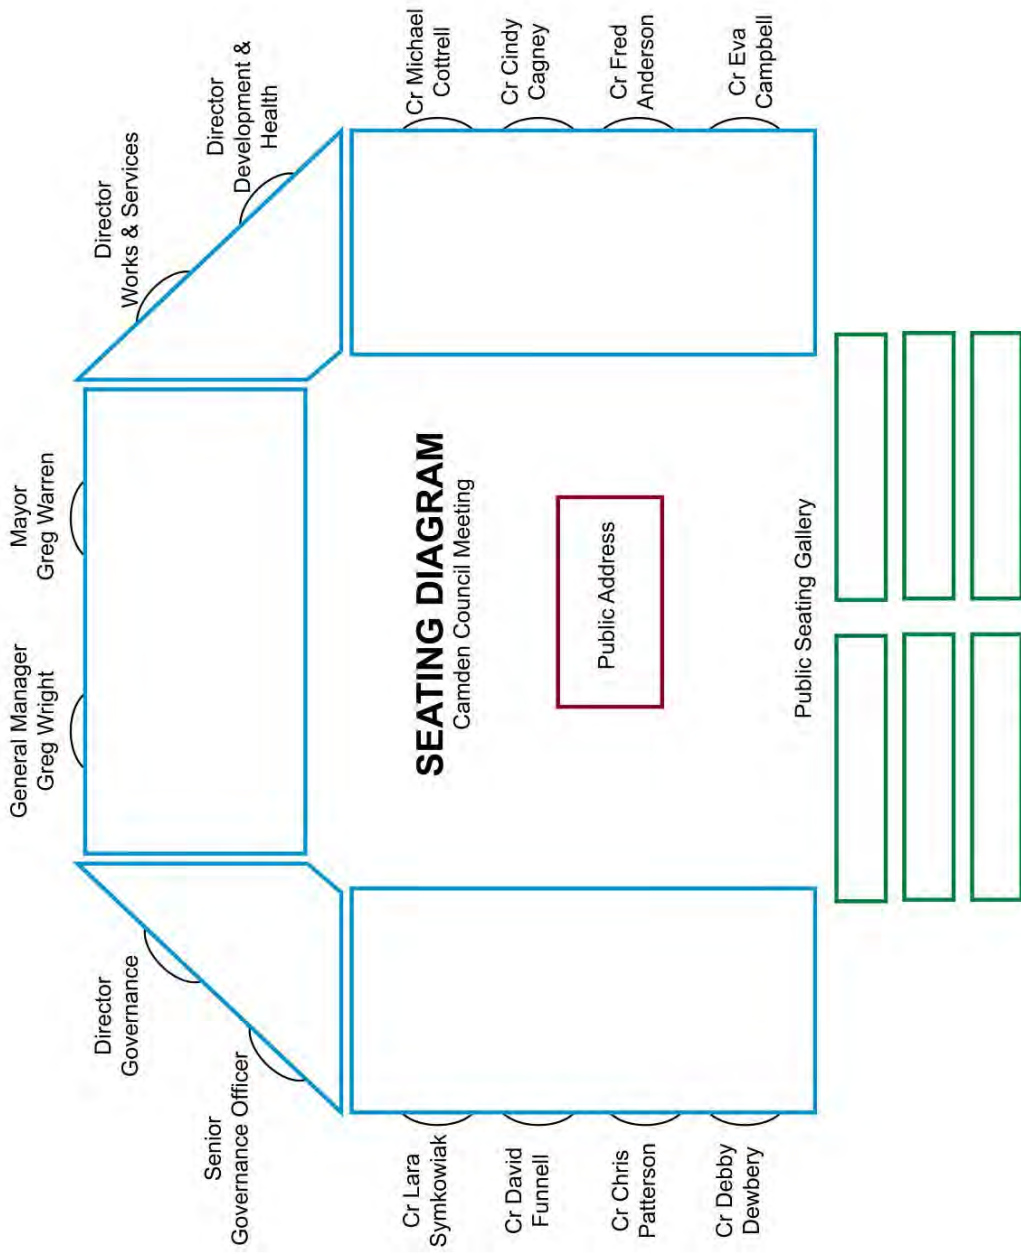 General Manager
Greg Wright
Mayor
Greg Warren
Director
Governance
Director
Works & Services
Senior
Governance Officer
Director
Development &
Health
Cr Lara
Symkowiak
SEATING DIAGRAM
Camden Council Meeting
Cr Michael
Cottrell
Cr David
Funnell
Cr Cindy
Cagney
Cr Chris
Patterson
Public Address
Cr Fred
Anderson
Cr Debby
Dewbery
Cr Eva
Campbell
Public Seating Gallery